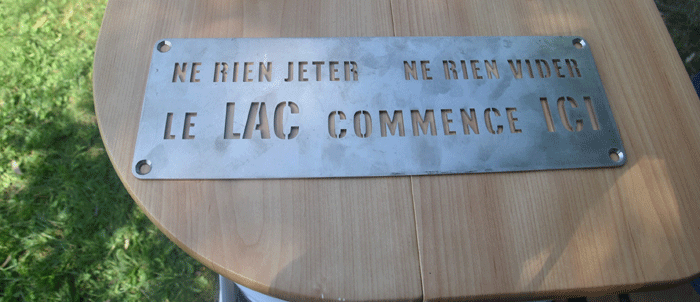 NE RIEN JETER NE RIEN VIDER
LE LAC COMMENCE ICI